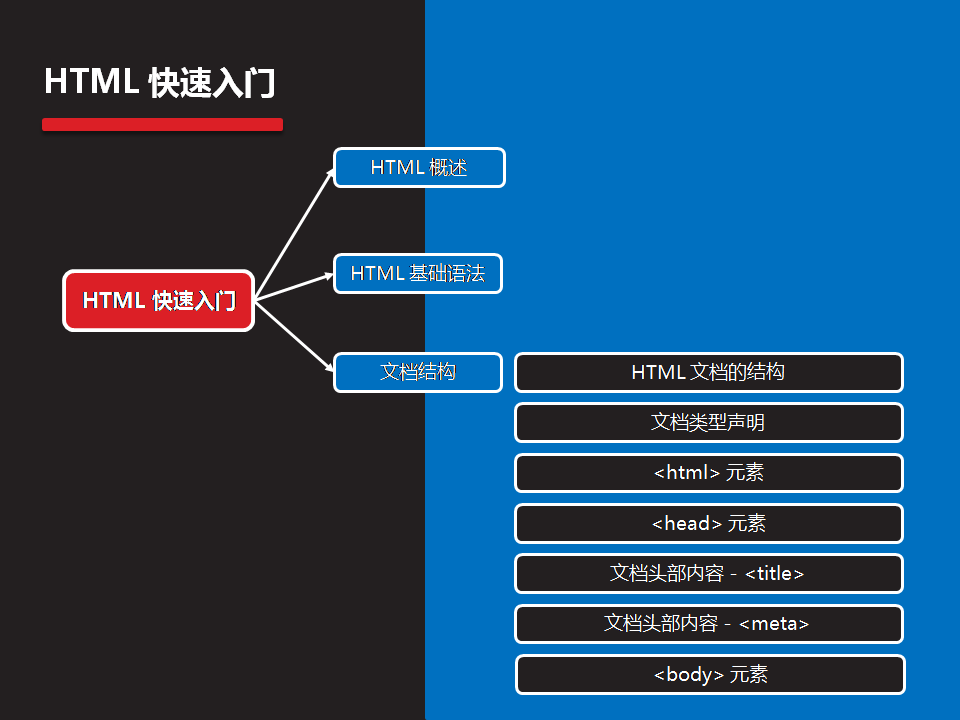 HTML 快速入门
HTML 概述
HTML 基础语法
HTML 快速入门
文档结构
HTML 文档的结构
文档类型声明
<html> 元素
<head> 元素
文档头部内容 - <title>
文档头部内容 - <meta>
<body> 元素